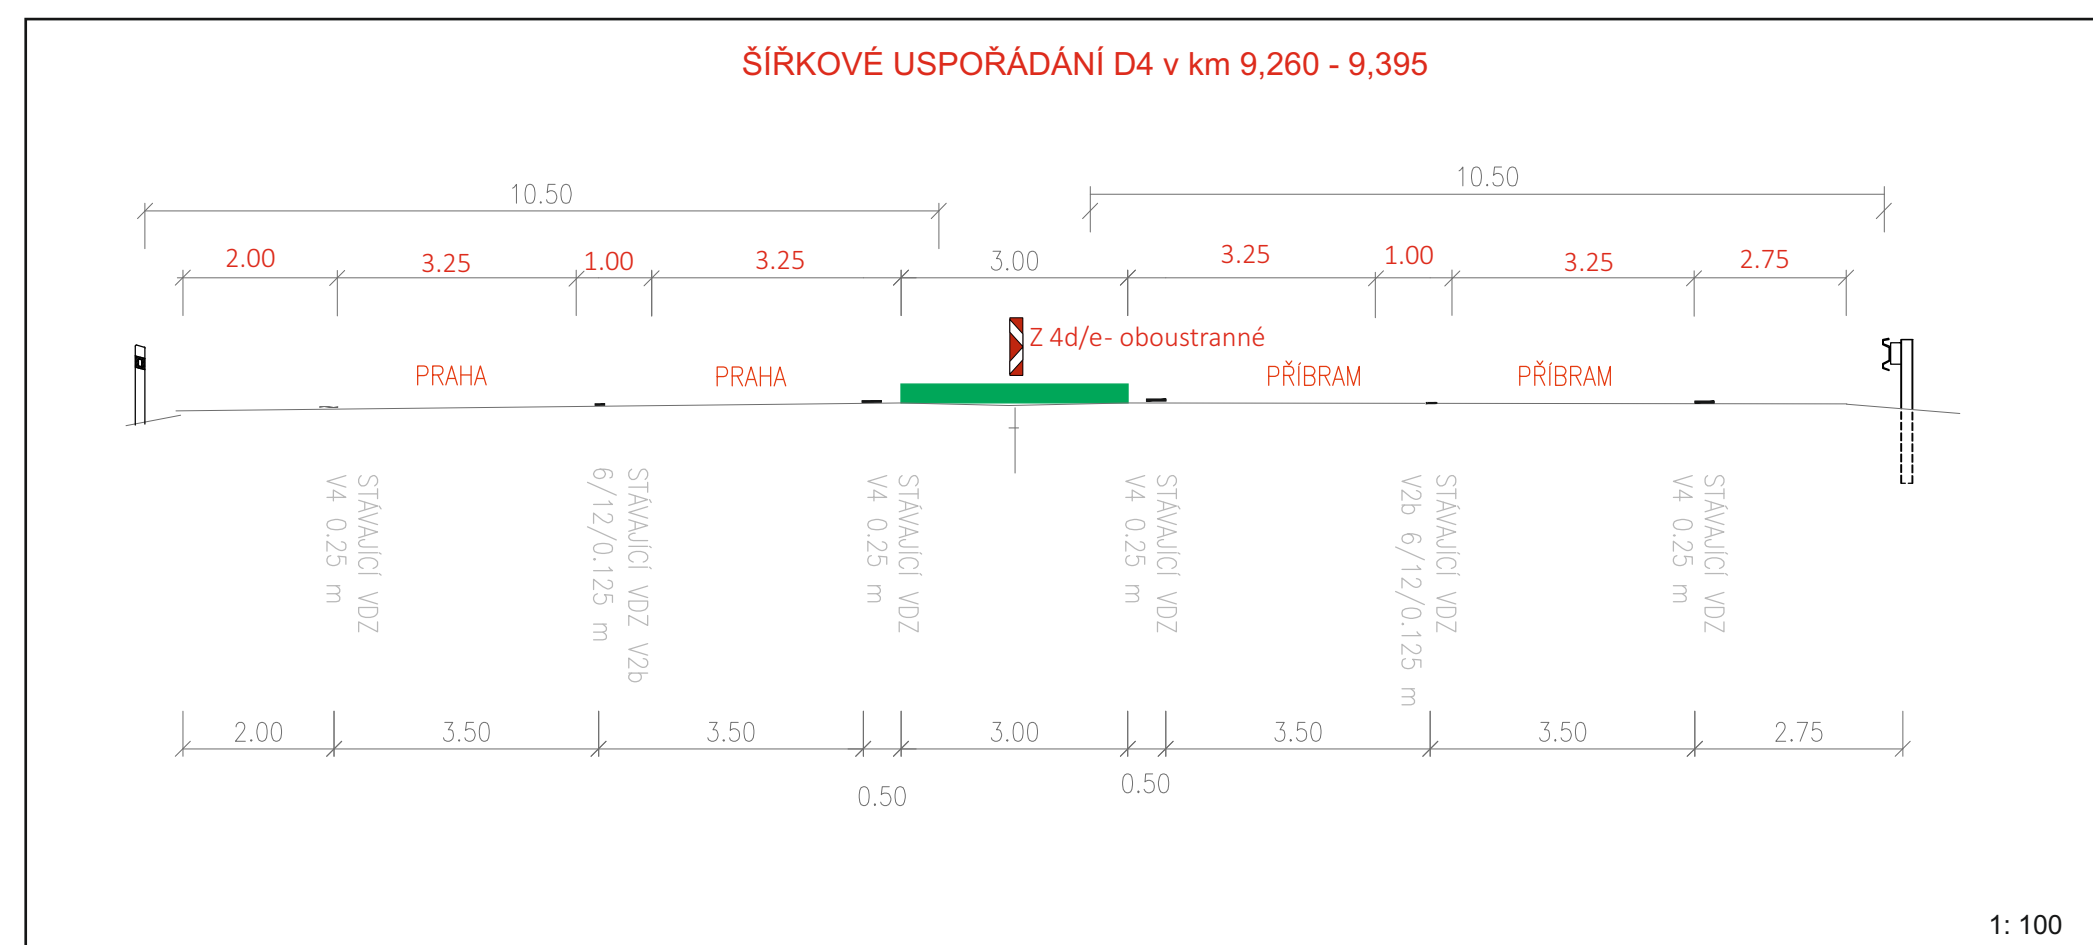 ŠÍŘKOVÉ USPOŘÁDÁNÍ D4 v km 9,260 - 9,395
10.50
10.50
2.00
3.25
1.00
3.25
3.00
3.25
1.00
3.25
2.75
Z 4d/e- oboustranné
PRAHA
PRAHA
PŘÍBRAM
PŘÍBRAM
STÁVAJÍCÍ VDZ
V4 0.25 m
STÁVAJÍCÍ VDZ V2b
6/12/0.125 m
STÁVAJÍCÍ VDZ
V4 0.25 m
STÁVAJÍCÍ VDZ
V4 0.25 m
STÁVAJÍCÍ VDZ
V2b 6/12/0.125 m
STÁVAJÍCÍ VDZ
V4 0.25 m
2.00
3.50
3.50
0.50
3.00
0.50
3.50
3.50
2.75
1: 100